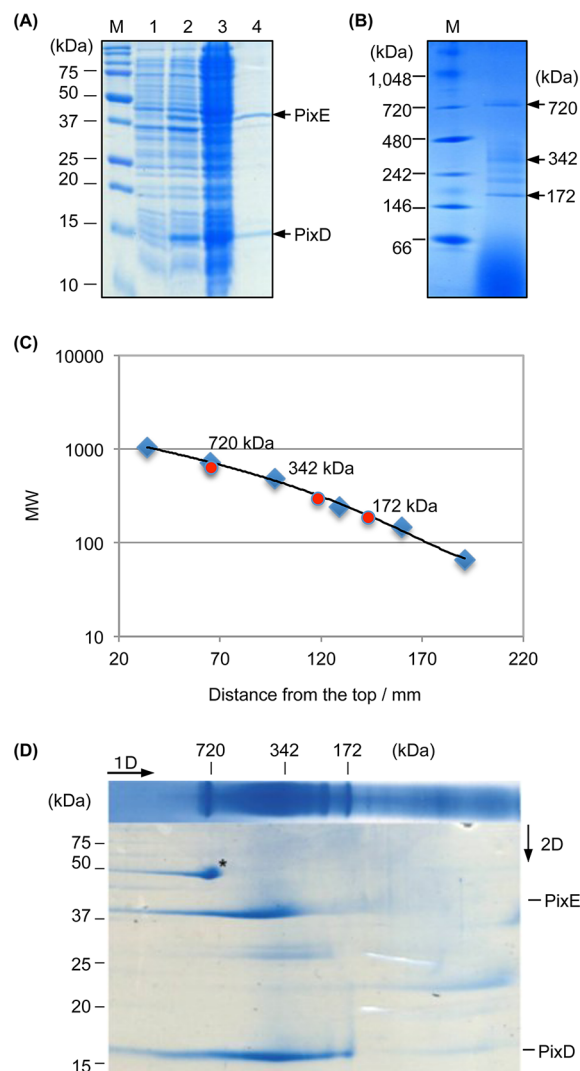 (A)
M 1 2 3 4
(kDa)
75
50
37
25
20
15
10
PixE
PixD
(B)
M
(kDa)
1,048
720
480
242
146
66
720
342
172
(C)
10000
1000
100
10
MW
720 kDa
342 kDa
172 kDa
20 70 120 170 220
Distance from the top / mm
(D)
720 342 172 (kDa)
1D
(kDa)
75
50
37
25
20
15
*
2D
PixE
PixD